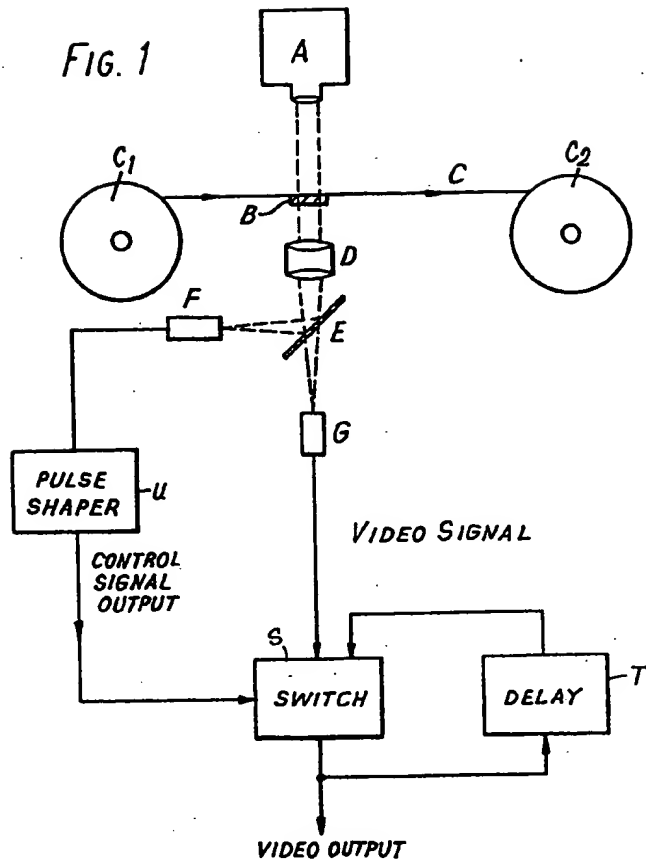 FIG. 1
A
C1
C
C2
B
D
F
E
G
PULSE
SHAPER
U
VIDEO SIGNAL
CONTROL
SIGNAL
OUTPUT
S
SWITCH
DELAY
T
VIDEO OUTPUT